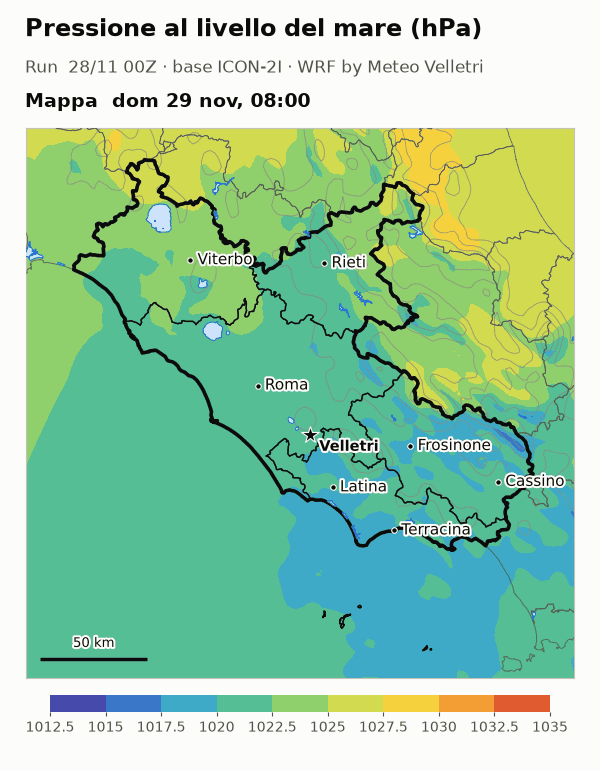 Pressione al livello del mare (hPa)
Run  28/11 00Z · base ICON-2I · WRF by Meteo Velletri
Mappa  dom 29 nov, 08:00
Viterbo
Rieti
Roma
Velletri
Frosinone
Latina
Cassino
Terracina
50 km
1012.5 1015 1017.5 1020 1022.5 1025 1027.5 1030 1032.5 1035